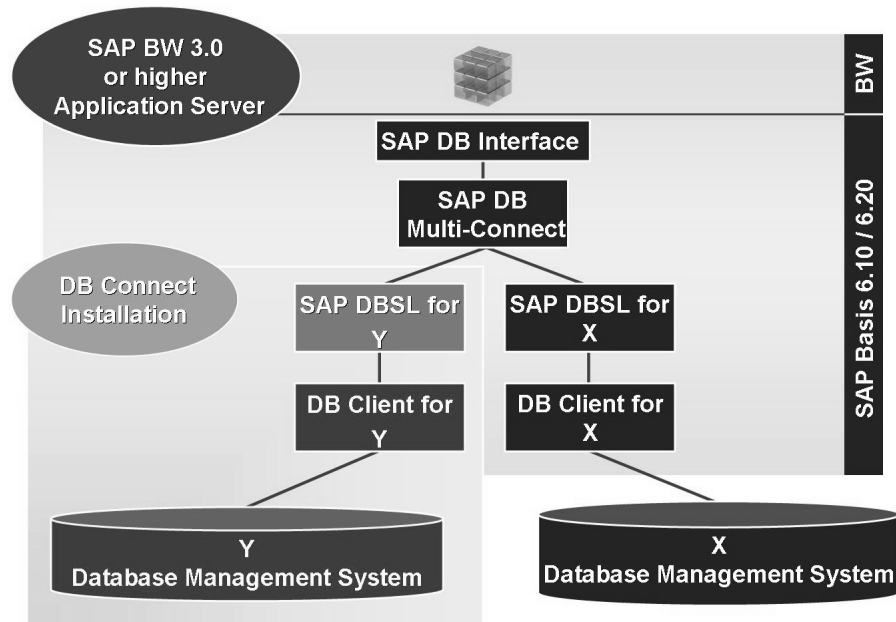 SAP BW 3.0
or higher
Application Server
BW
SAP DB Interface
SAP DB
Multi-Connect
SAP Basis 6.10 / 6.20
DB Connect
Installation
SAP DBSL for
Y
SAP DBSL for
X
DB Client for
Y
DB Client for
X
Y
Database Management System
X
Database Management System